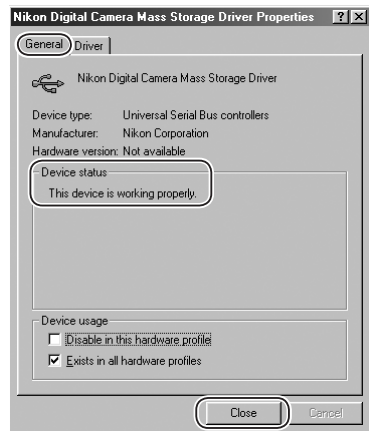 Nikon Digital Camera Mass Storage Driver Properties
General Driver
Nikon Digital Camera Mass Storage Driver
Device type: Universal Serial Bus controllers
Manufacturer: Nikon Corporation
Hardware version: Not available
Device status
This device is working properly.
Device usage
Disable in this hardware profile
Exists in all hardware profiles
Close Cancel